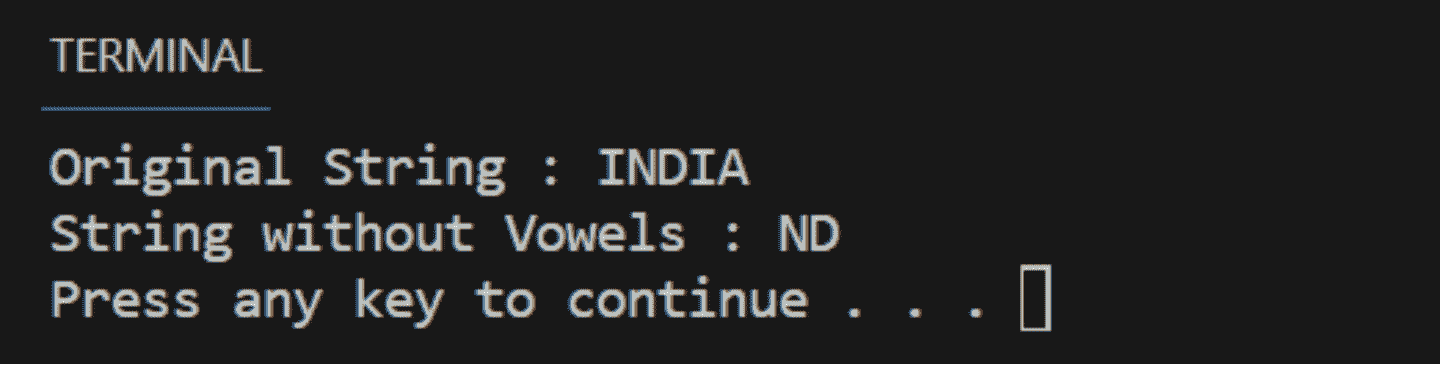 TERMINAL
Original String : INDIA
String without Vowels : ND
Press any key to continue . . .